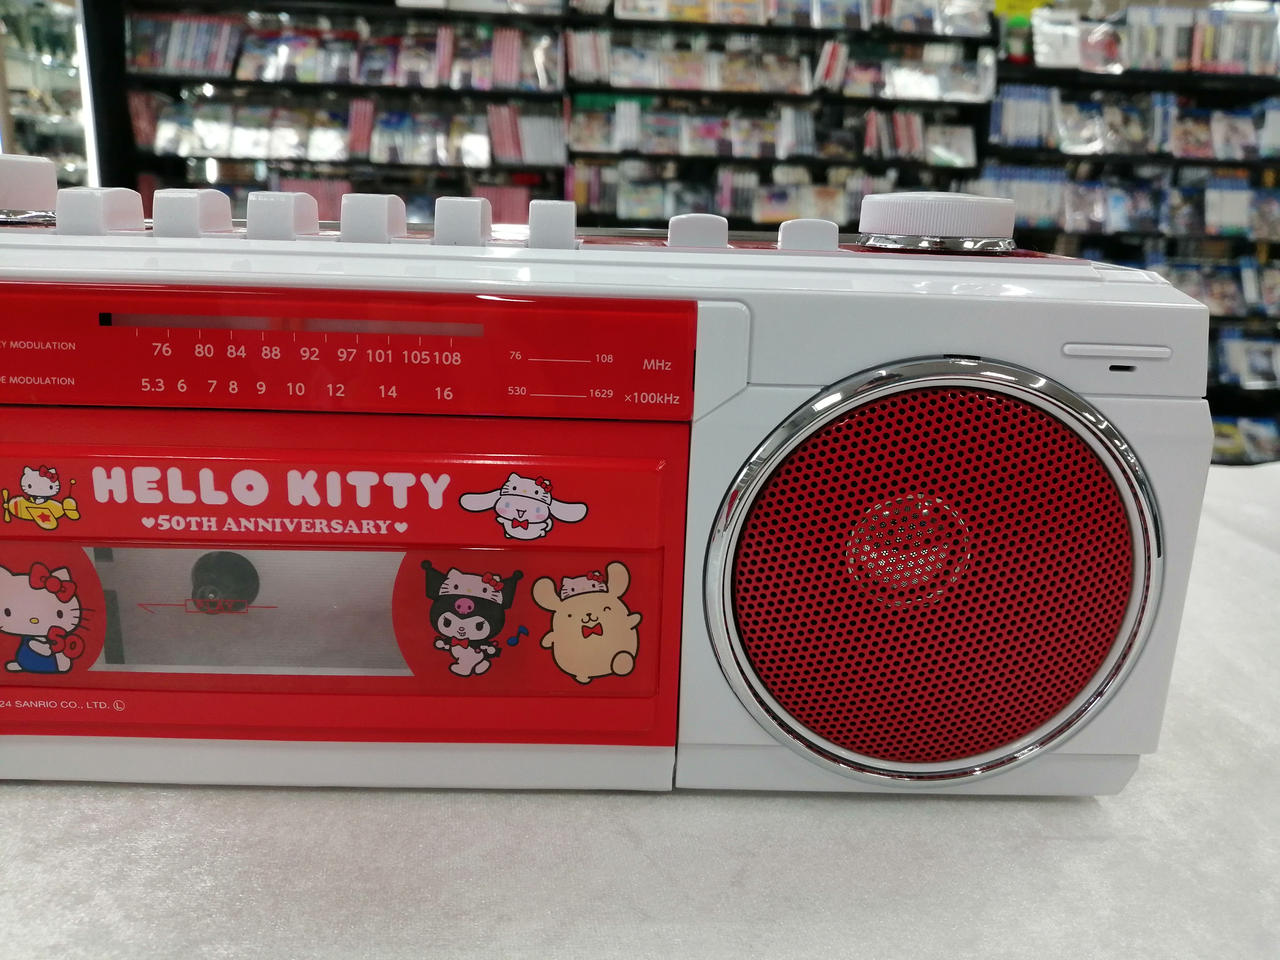 Y MODULATION
76 80 84 88 92 97 101 105 108
76 108 MHz
E MODULATION
5.3 6 7 8 9 10 12 14 16
530 1629 ×100kHz
HELLO KITTY
♥50TH ANNIVERSARY♥
50
24 SANRIO CO., LTD. Ⓛ